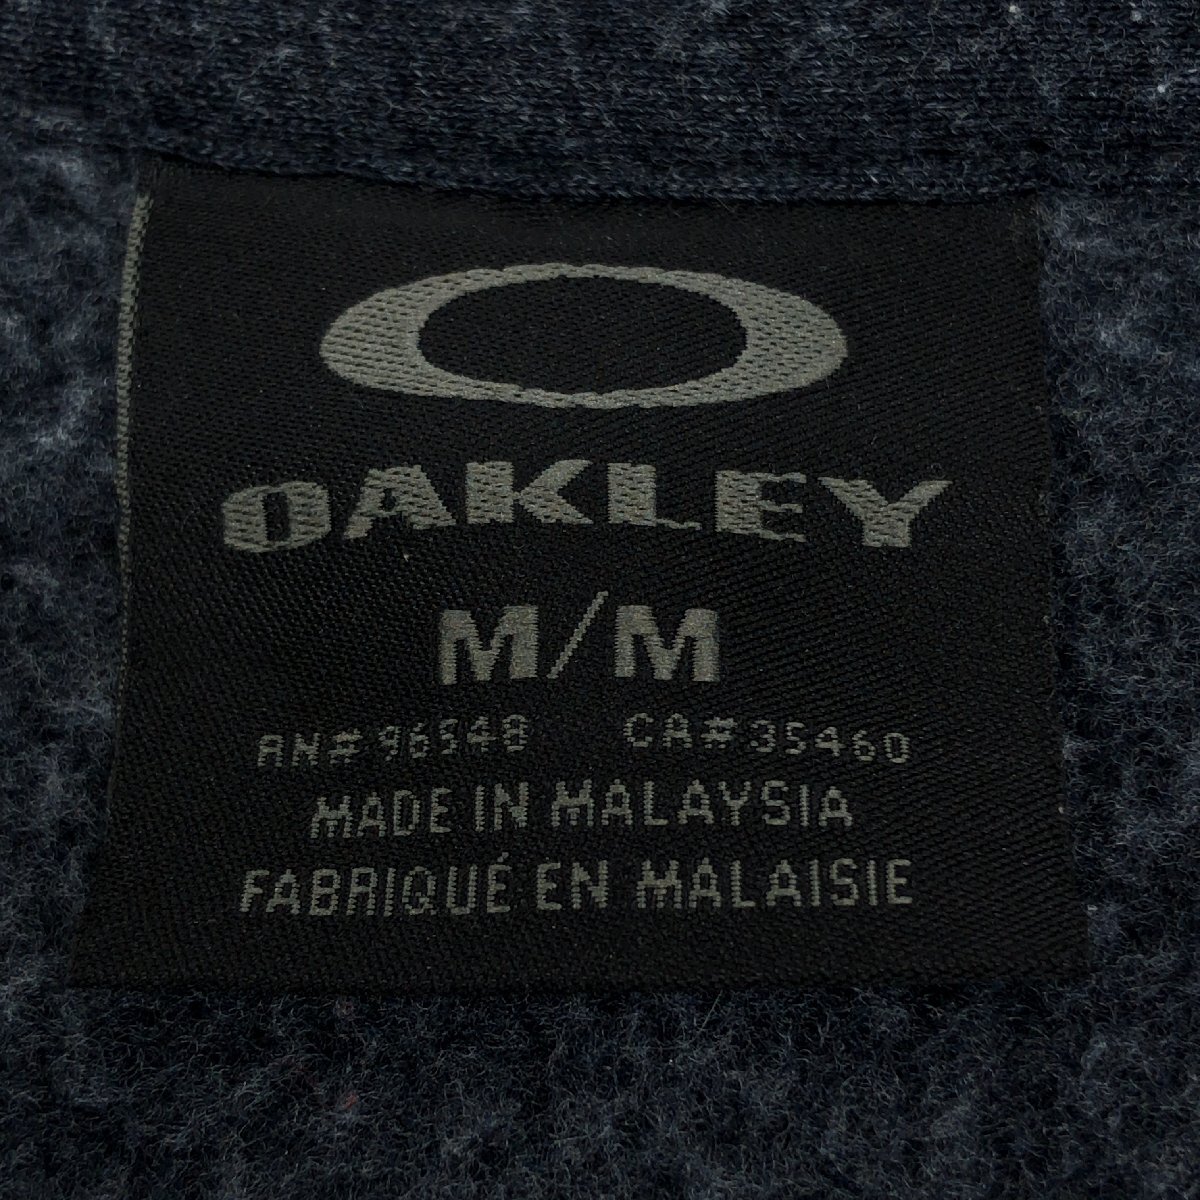 OAKLEY
M/M
RN#96548 CA#35460
MADE IN MALAYSIA
FABRIQUÉ EN MALAISIE